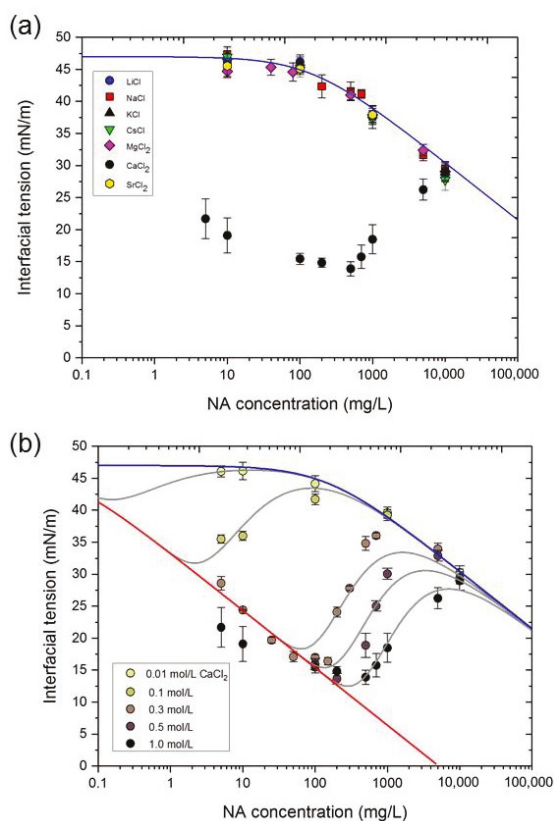 (a)
50
45
40
35
30
25
20
15
10
5
0
Interfacial tension (mN/m)
LiCl
NaCl
KCl
CsCl
MgCl2
CaCl2
SrCl2
0.1 1 10 100 1000 10,000 100,000
NA concentration (mg/L)
(b)
50
45
40
35
30
25
20
15
10
5
0
Interfacial tension (mN/m)
0.01 mol/L CaCl2
0.1 mol/L
0.3 mol/L
0.5 mol/L
1.0 mol/L
0.1 1 10 100 1000 10,000 100,000
NA concentration (mg/L)